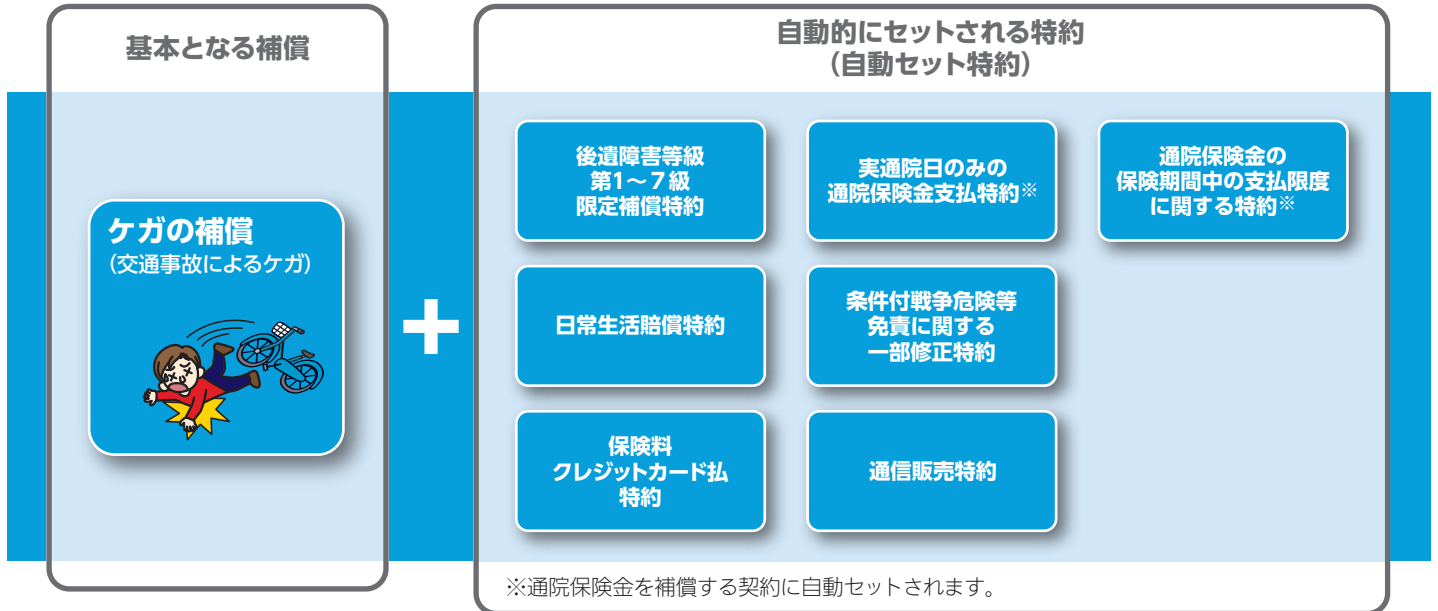 基本となる補償
ケガの補償
(交通事故によるケガ)
+
自動的にセットされる特約
(自動セット特約)
後遺障害等級
第1～7級
限定補償特約
実通院日のみの
通院保険金支払特約※
通院保険金の
保険期間中の支払限度
に関する特約※
日常生活賠償特約
条件付戦争危険等
免責に関する
一部修正特約
保険料
クレジットカード払
特約
通信販売特約
※通院保険金を補償する契約に自動セットされます。